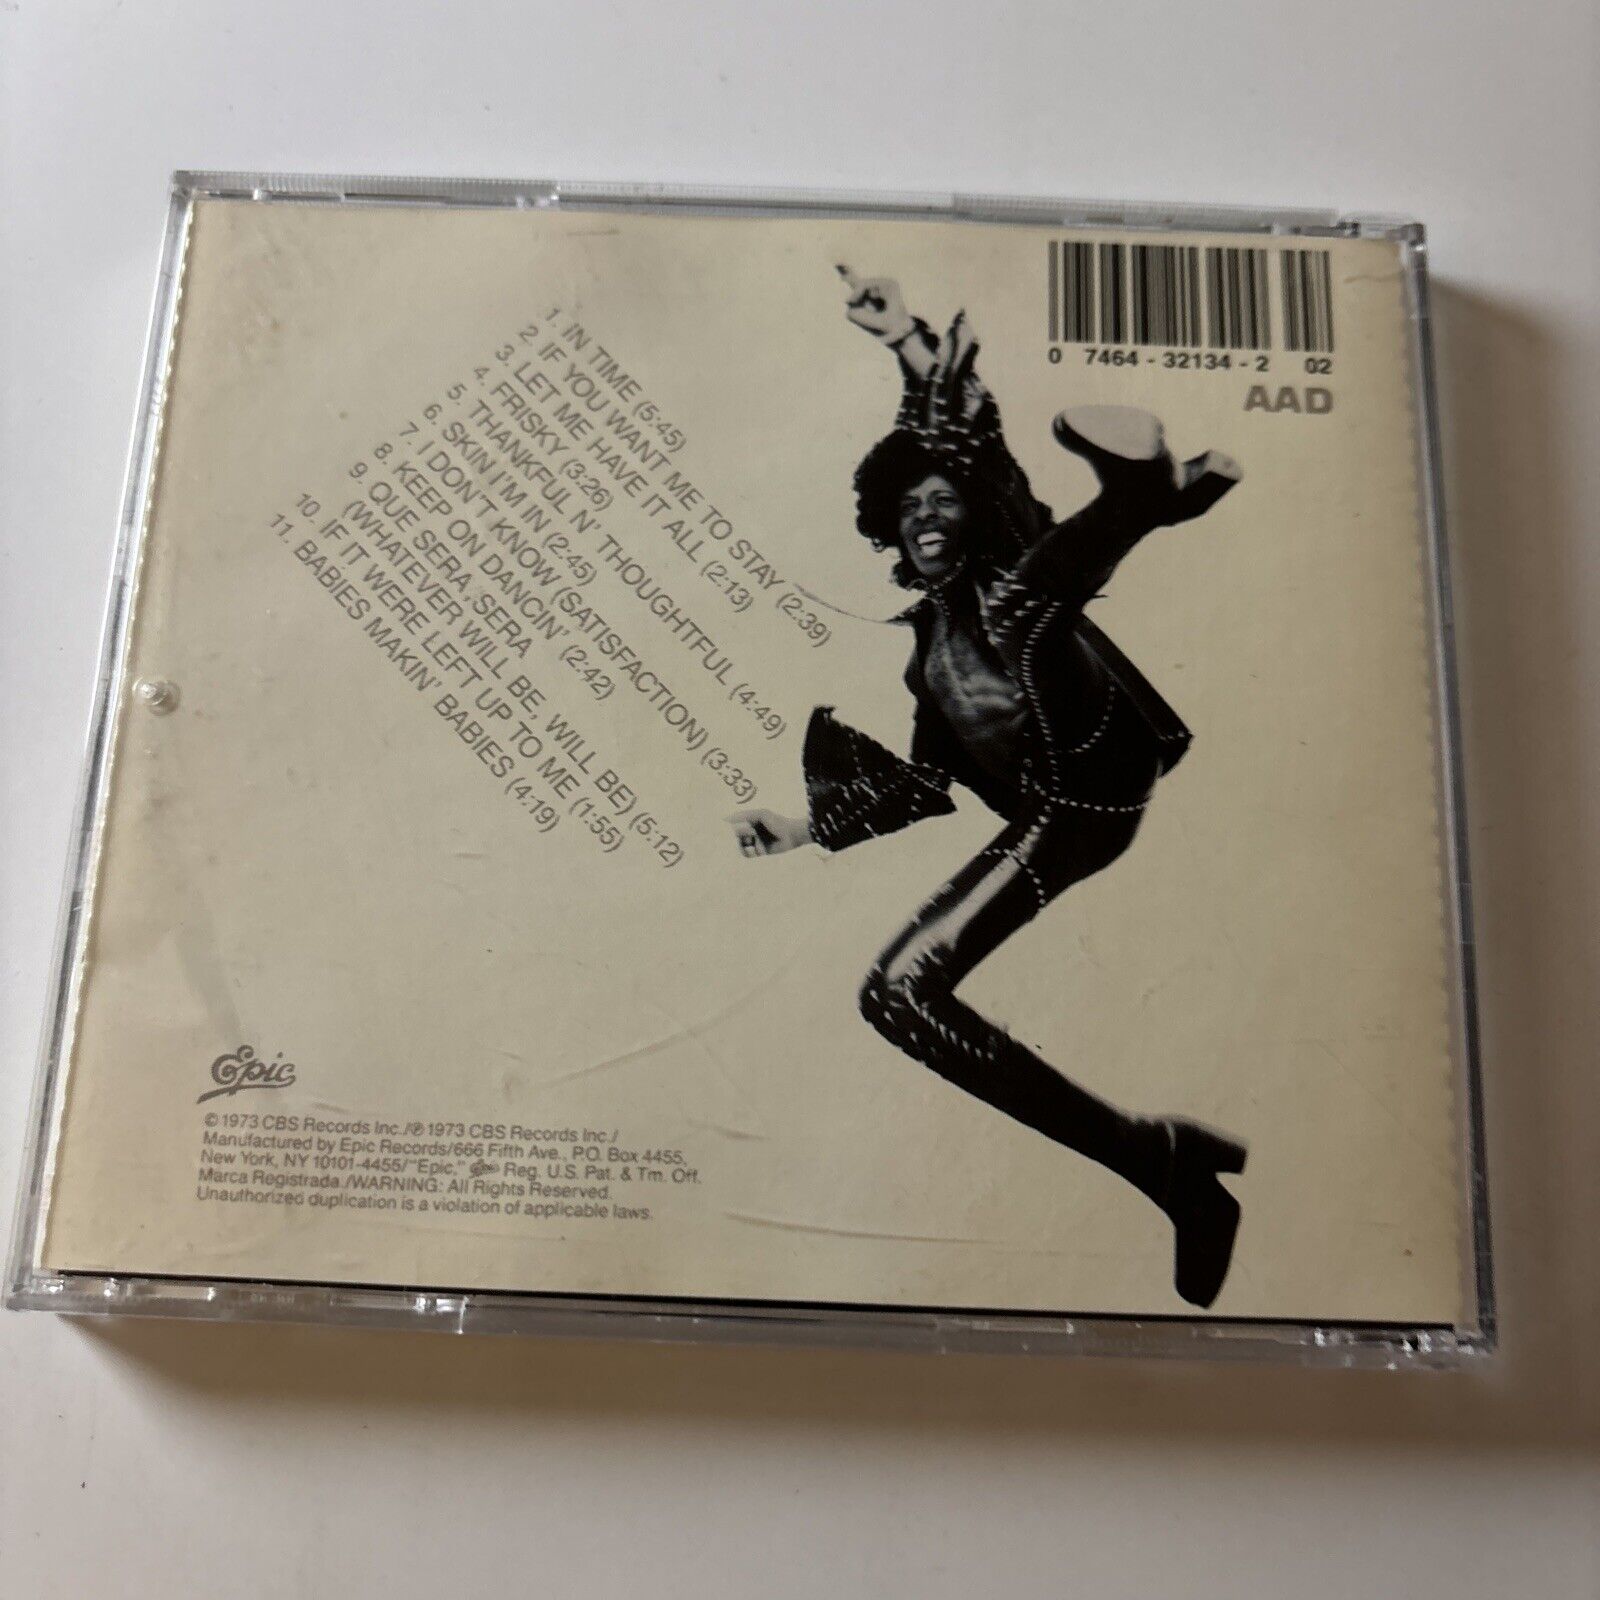 0 7464-32134-2 02
AAD
1. IN TIME (5:45)
2 IF YOU WANT ME TO STAY (2:39)
3. LET ME HAVE IT ALL (2:13)
4. FRISKY (3:26)
5. THANKFUL N' THOUGHTFUL (4:49)
6. SKIN I'M IN (2:45)
7. I DON'T KNOW (SATISFACTION) (3:33)
8. KEEP ON DANCIN' (2:42)
9. QUE SERA, SERA
(WHATEVER WILL BE, WILL BE) (5:12)
10. IF IT WERE LEFT UP TO ME (1:55)
11. BABIES MAKIN' BABIES (4:19)
Epic
© 1973 CBS Records Inc./℗ 1973 CBS Records Inc./
Manufactured by Epic Records/666 Fifth Ave., P.O. Box 4455,
New York, NY 10101-4455/"Epic," Epic Reg. U.S. Pat. & Tm. Off.
Marca Registrada./WARNING: All Rights Reserved.
Unauthorized duplication is a violation of applicable laws.